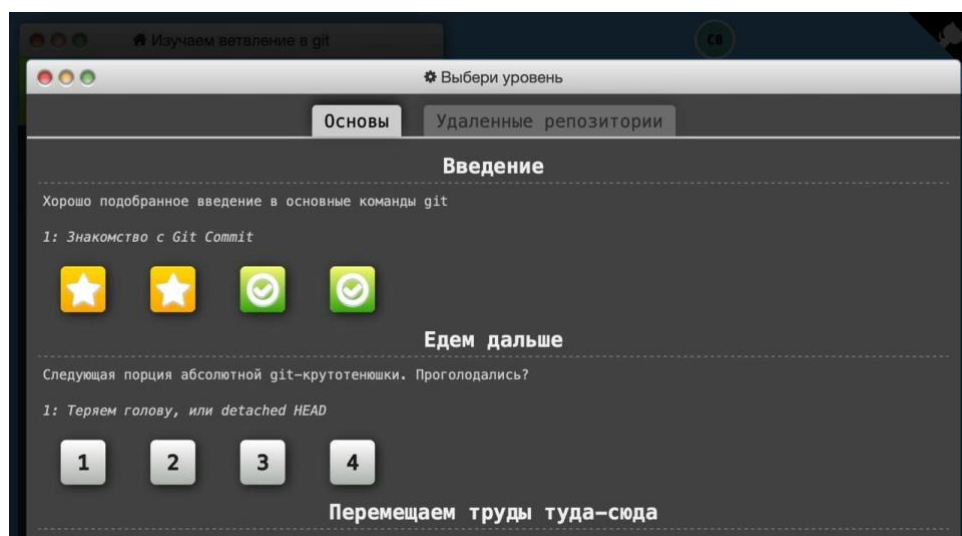 Изучаем ветвление в git
C0
Выбери уровень
Основы
Удаленные репозитории
Введение
Хорошо подобранное введение в основные команды git
1: Знакомство с Git Commit
Едем дальше
Следующая порция абсолютной git-крутотенюшки. Проголодались?
1: Теряем голову, или detached HEAD
1 2 3 4
Перемещаем труды туда-сюда